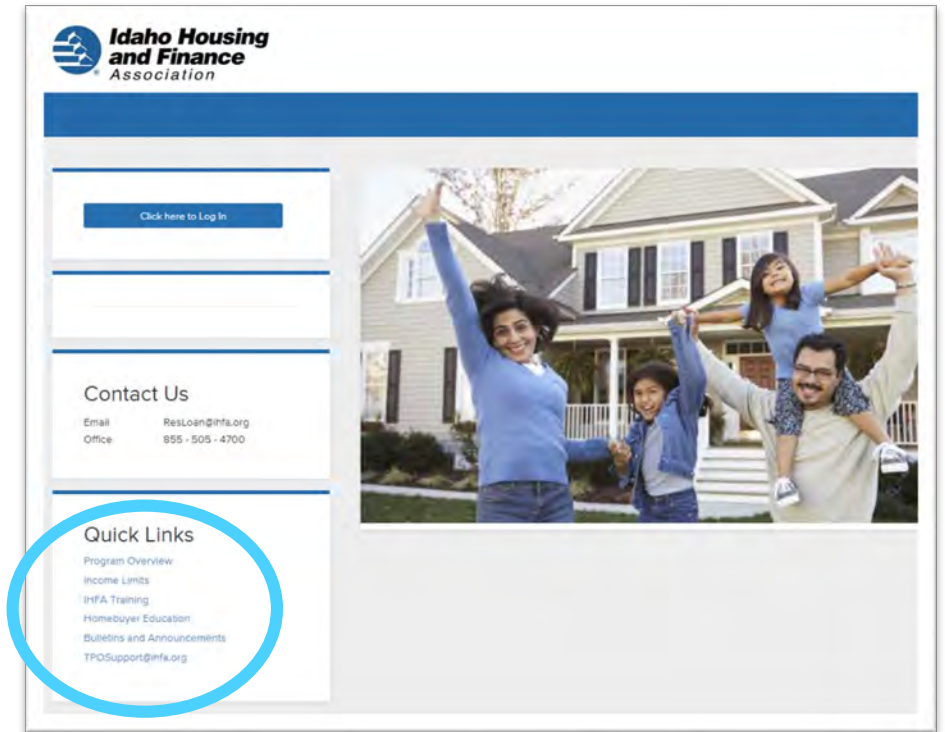 Idaho Housing
and Finance
Association
Click here to Log In
Contact Us
Email ResLoan@ihfa.org
Office 855 - 505 - 4700
Quick Links
Program Overview
Income Limits
IHFA Training
Homebuyer Education
Bulletins and Announcements
TPOSupport@ihfa.org